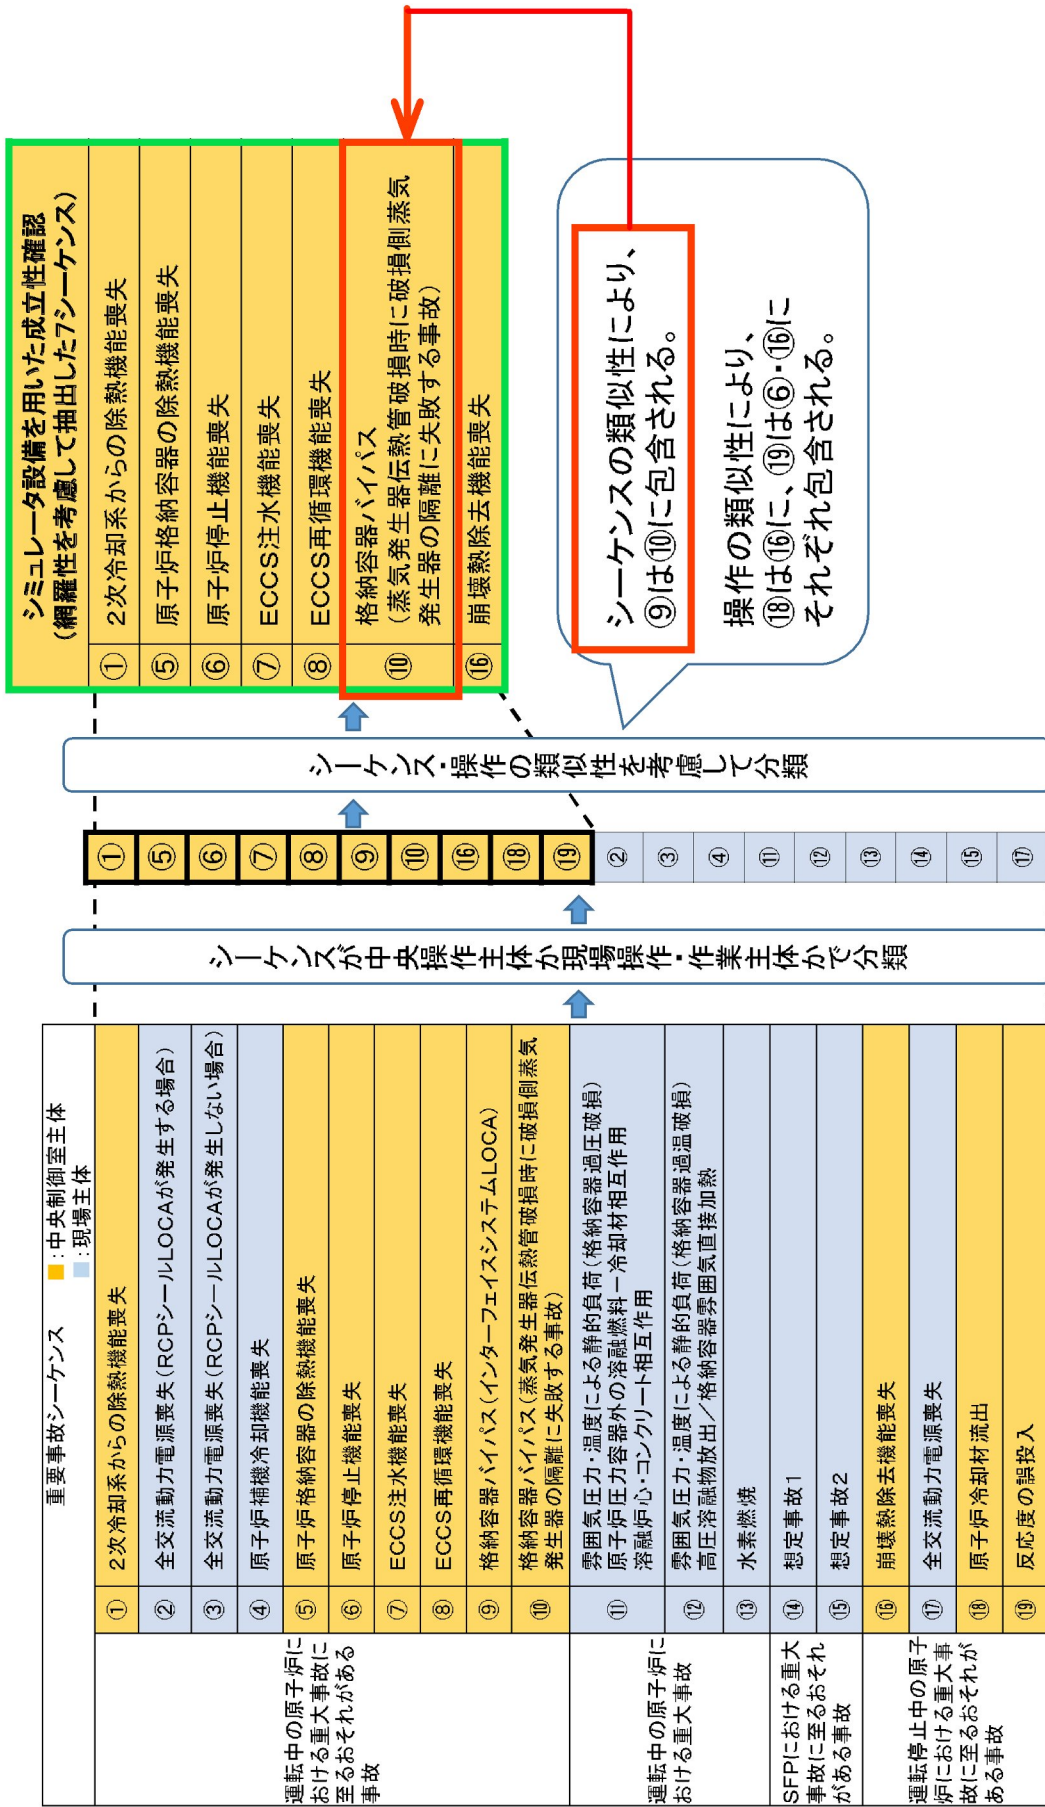 重要事故シーケンス
■:中央制御室主体
■:現場主体
運転中の原子炉に
おける重大事故に
至るおそれがある
事故
① 2次冷却系からの除熱機能喪失
② 全交流動力電源喪失(RCPシールLOCAが発生する場合)
③ 全交流動力電源喪失(RCPシールLOCAが発生しない場合)
④ 原子炉補機冷却機能喪失
⑤ 原子炉格納容器の除熱機能喪失
⑥ 原子炉停止機能喪失
⑦ ECCS注水機能喪失
⑧ ECCS再循環機能喪失
⑨ 格納容器バイパス(インターフェイスシステムLOCA)
⑩ 格納容器バイパス(蒸気発生器伝熱管破損時に破損側蒸気
発生器の隔離に失敗する事故)
運転中の原子炉に
おける重大事故
⑪ 雰囲気圧力・温度による静的負荷(格納容器過圧破損)
原子炉圧力容器外の溶融燃料ー冷却材相互作用
溶融炉心・コンクリート相互作用
⑫ 雰囲気圧力・温度による静的負荷(格納容器過温破損)
高圧溶融物放出/格納容器雰囲気直接加熱
⑬ 水素燃焼
SFPにおける重大
事故に至るおそれ
がある事故
⑭ 想定事故1
⑮ 想定事故2
運転停止中の原子
炉における重大事
故に至るおそれが
ある事故
⑯ 崩壊熱除去機能喪失
⑰ 全交流動力電源喪失
⑱ 原子炉冷却材流出
⑲ 反応度の誤投入
シーケンスが中央操作主体か現場操作・作業主体かで分類
①
⑤
⑥
⑦
⑧
⑨
⑩
⑯
⑱
⑲
②
③
④
⑪
⑫
⑬
⑭
⑮
⑰
シーケンス・操作の類似性を考慮して分類
シミュレータ設備を用いた成立性確認
(網羅性を考慮して抽出した7シーケンス)
① 2次冷却系からの除熱機能喪失
⑤ 原子炉格納容器の除熱機能喪失
⑥ 原子炉停止機能喪失
⑦ ECCS注水機能喪失
⑧ ECCS再循環機能喪失
⑩ 格納容器バイパス
(蒸気発生器伝熱管破損時に破損側蒸気
発生器の隔離に失敗する事故)
⑯ 崩壊熱除去機能喪失
シーケンスの類似性により、
⑨は⑩に包含される。
操作の類似性により、
⑱は⑯に、⑲は⑥・⑯に
それぞれ包含される。